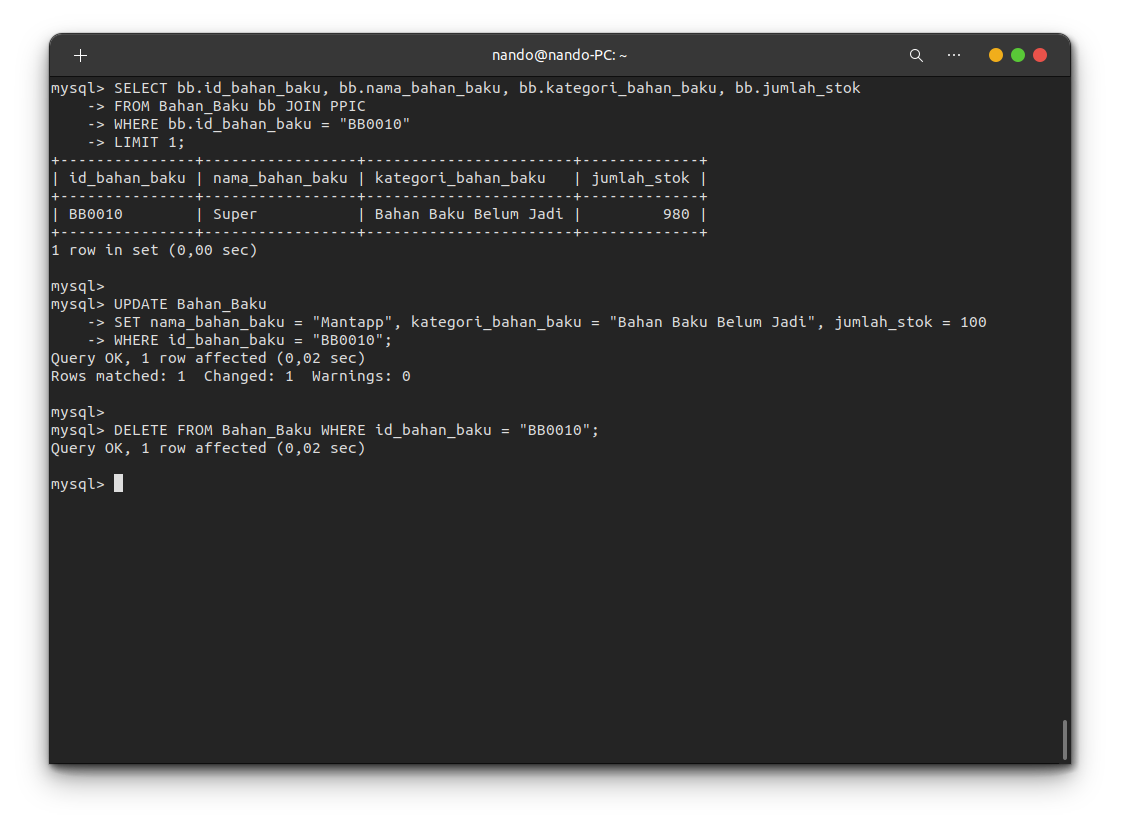 nando@nando-PC: ~
mysql> SELECT bb.id_bahan_baku, bb.nama_bahan_baku, bb.kategori_bahan_baku, bb.jumlah_stok
    -> FROM Bahan_Baku bb JOIN PPIC
    -> WHERE bb.id_bahan_baku = "BB0010"
    -> LIMIT 1;
+---------------+-----------------+-----------------------+-------------+
| id_bahan_baku | nama_bahan_baku | kategori_bahan_baku   | jumlah_stok |
+---------------+-----------------+-----------------------+-------------+
| BB0010        | Super           | Bahan Baku Belum Jadi |         980 |
+---------------+-----------------+-----------------------+-------------+
1 row in set (0,00 sec)

mysql>
mysql> UPDATE Bahan_Baku
    -> SET nama_bahan_baku = "Mantapp", kategori_bahan_baku = "Bahan Baku Belum Jadi", jumlah_stok = 100
    -> WHERE id_bahan_baku = "BB0010";
Query OK, 1 row affected (0,02 sec)
Rows matched: 1  Changed: 1  Warnings: 0

mysql>
mysql> DELETE FROM Bahan_Baku WHERE id_bahan_baku = "BB0010";
Query OK, 1 row affected (0,02 sec)

mysql>